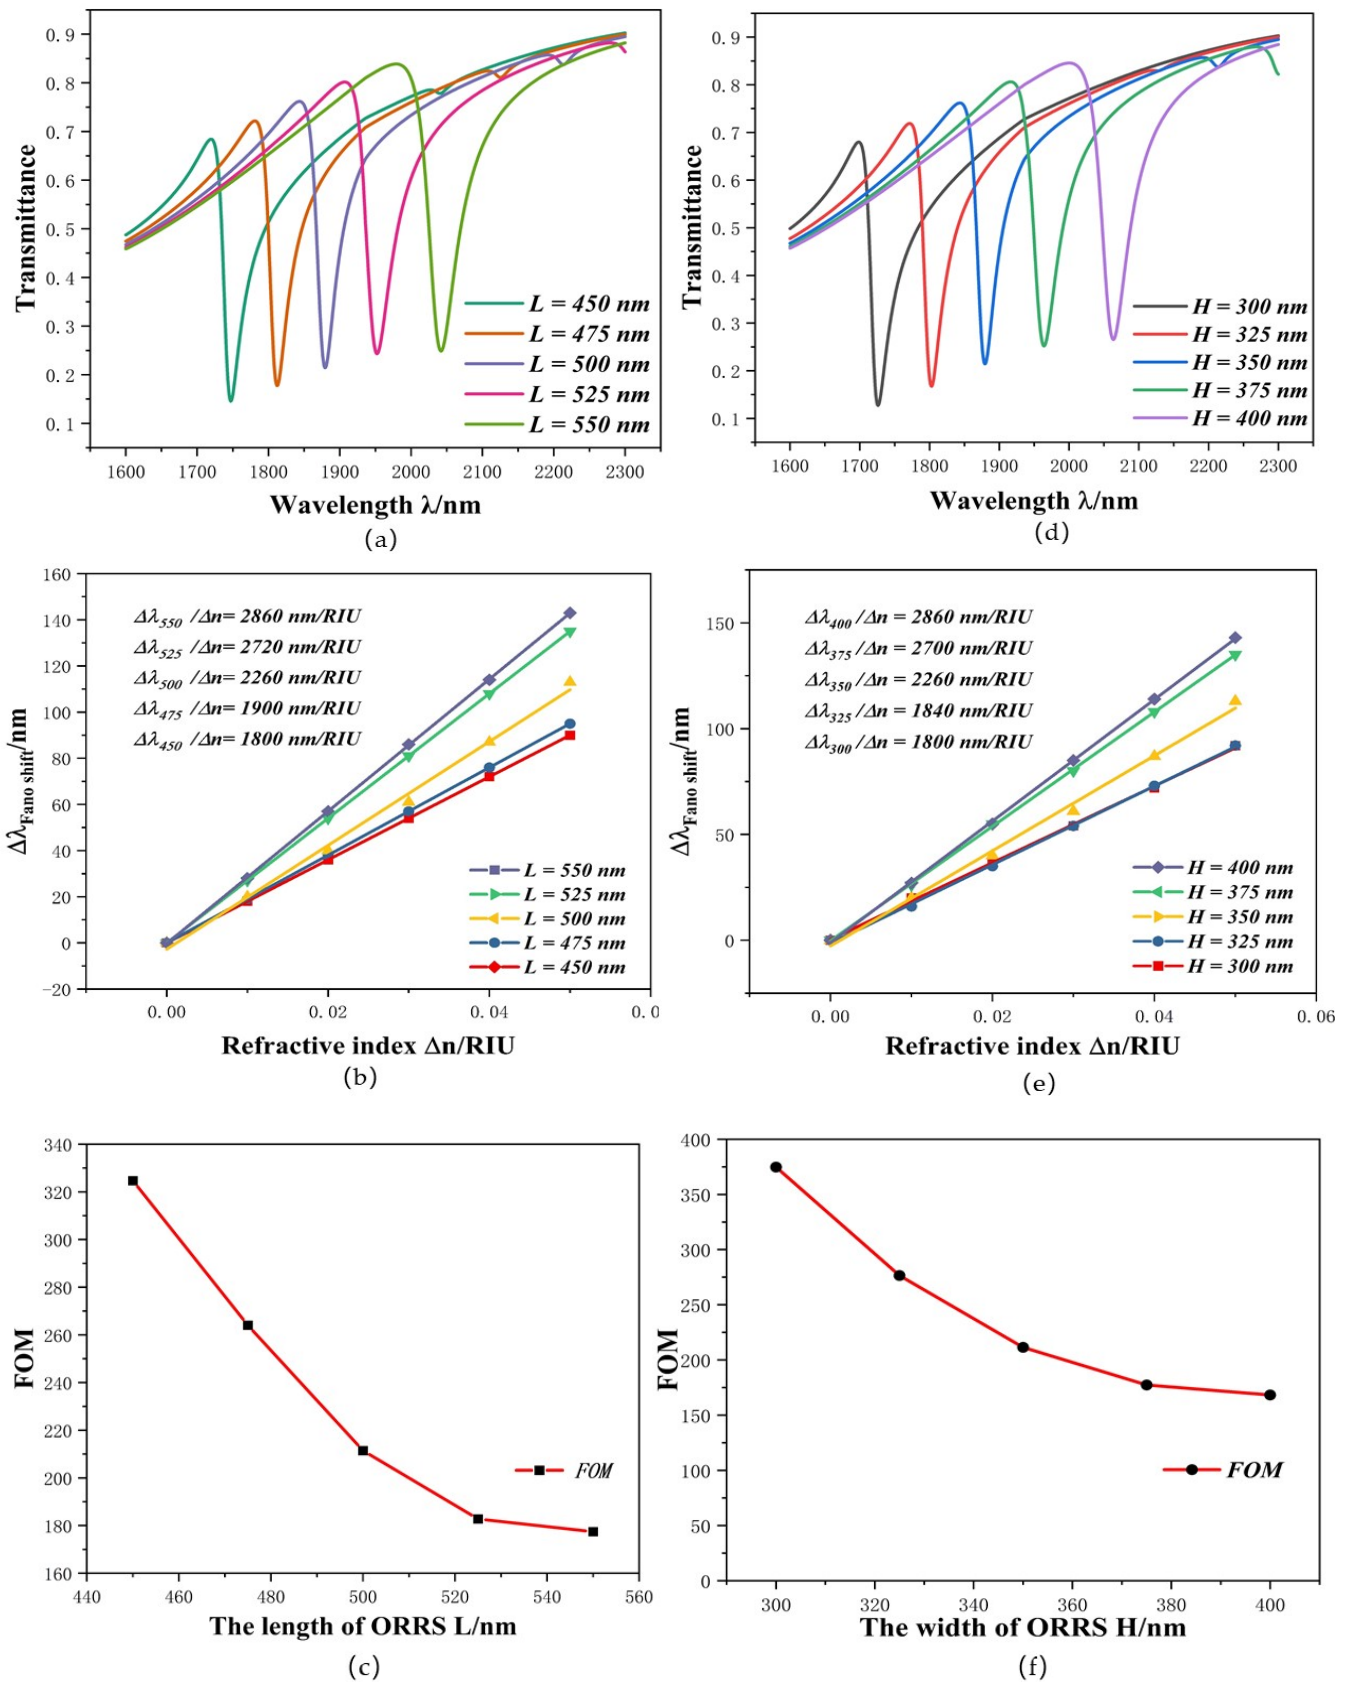 Transmittance
0.9
0.8
0.7
0.6
0.5
0.4
0.3
0.2
0.1
L = 450 nm
L = 475 nm
L = 500 nm
L = 525 nm
L = 550 nm
1600 1700 1800 1900 2000 2100 2200 2300
Wavelength λ/nm
(a)
Transmittance
0.9
0.8
0.7
0.6
0.5
0.4
0.3
0.2
0.1
H = 300 nm
H = 325 nm
H = 350 nm
H = 375 nm
H = 400 nm
1600 1700 1800 1900 2000 2100 2200 2300
Wavelength λ/nm
(d)
Δλ_Fano shift/nm
160
140
120
100
80
60
40
20
0
−20
Δλ550 /Δn= 2860 nm/RIU
Δλ525 /Δn= 2720 nm/RIU
Δλ500 /Δn= 2260 nm/RIU
Δλ475 /Δn= 1900 nm/RIU
Δλ450 /Δn= 1800 nm/RIU
L = 550 nm
L = 525 nm
L = 500 nm
L = 475 nm
L = 450 nm
0.00 0.02 0.04 0.0
Refractive index Δn/RIU
(b)
Δλ_Fano shift/nm
150
100
50
0
Δλ400 /Δn = 2860 nm/RIU
Δλ375 /Δn = 2700 nm/RIU
Δλ350 /Δn = 2260 nm/RIU
Δλ325 /Δn = 1840 nm/RIU
Δλ300 /Δn = 1800 nm/RIU
H = 400 nm
H = 375 nm
H = 350 nm
H = 325 nm
H = 300 nm
0.00 0.02 0.04 0.06
Refractive index Δn/RIU
(e)
FOM
340
320
300
280
260
240
220
200
180
160
FOM
440 460 480 500 520 540 560
The length of ORRS L/nm
(c)
FOM
400
350
300
250
200
150
100
50
0
FOM
300 320 340 360 380 400
The width of ORRS H/nm
(f)